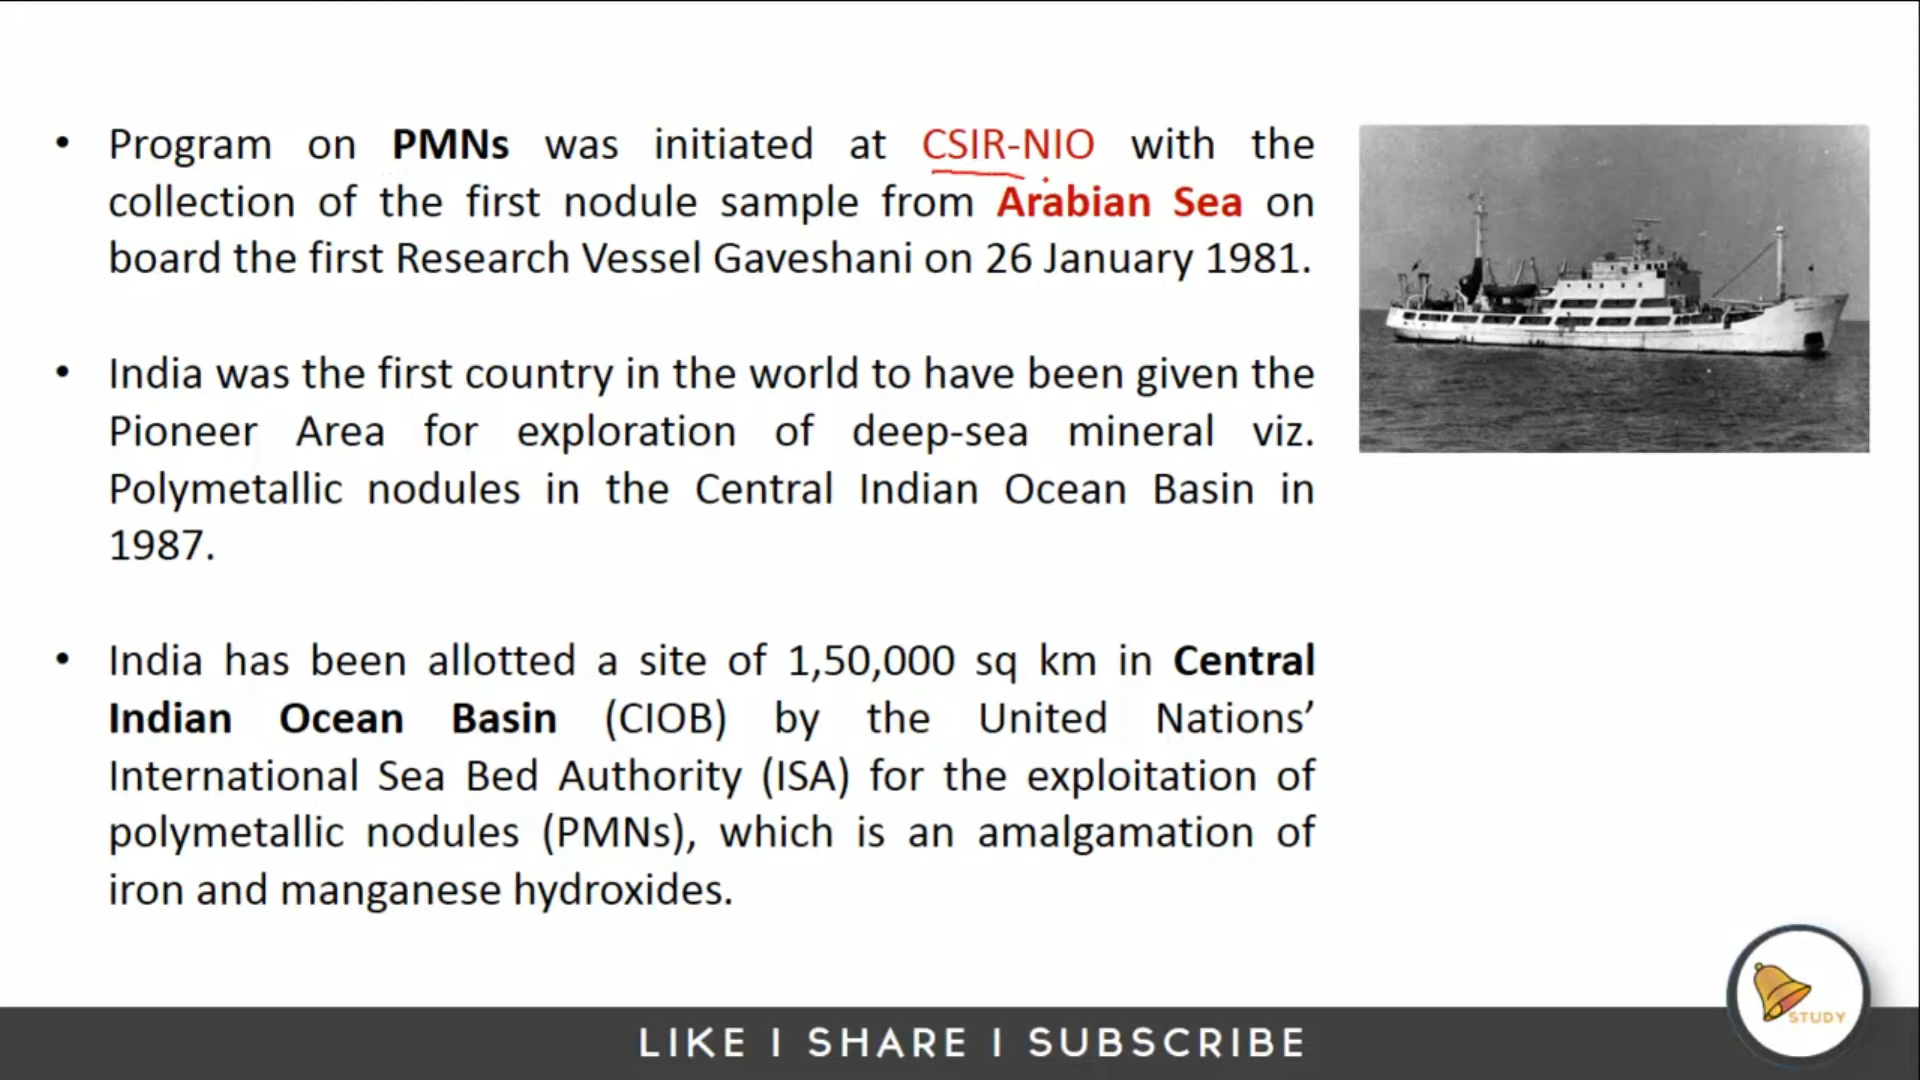 • Program on PMNs was initiated at CSIR-NIO with the
collection of the first nodule sample from Arabian Sea on
board the first Research Vessel Gaveshani on 26 January 1981.
• India was the first country in the world to have been given the
Pioneer Area for exploration of deep-sea mineral viz.
Polymetallic nodules in the Central Indian Ocean Basin in
1987.
• India has been allotted a site of 1,50,000 sq km in Central
Indian Ocean Basin (CIOB) by the United Nations’
International Sea Bed Authority (ISA) for the exploitation of
polymetallic nodules (PMNs), which is an amalgamation of
iron and manganese hydroxides.
STUDY
LIKE I SHARE I SUBSCRIBE